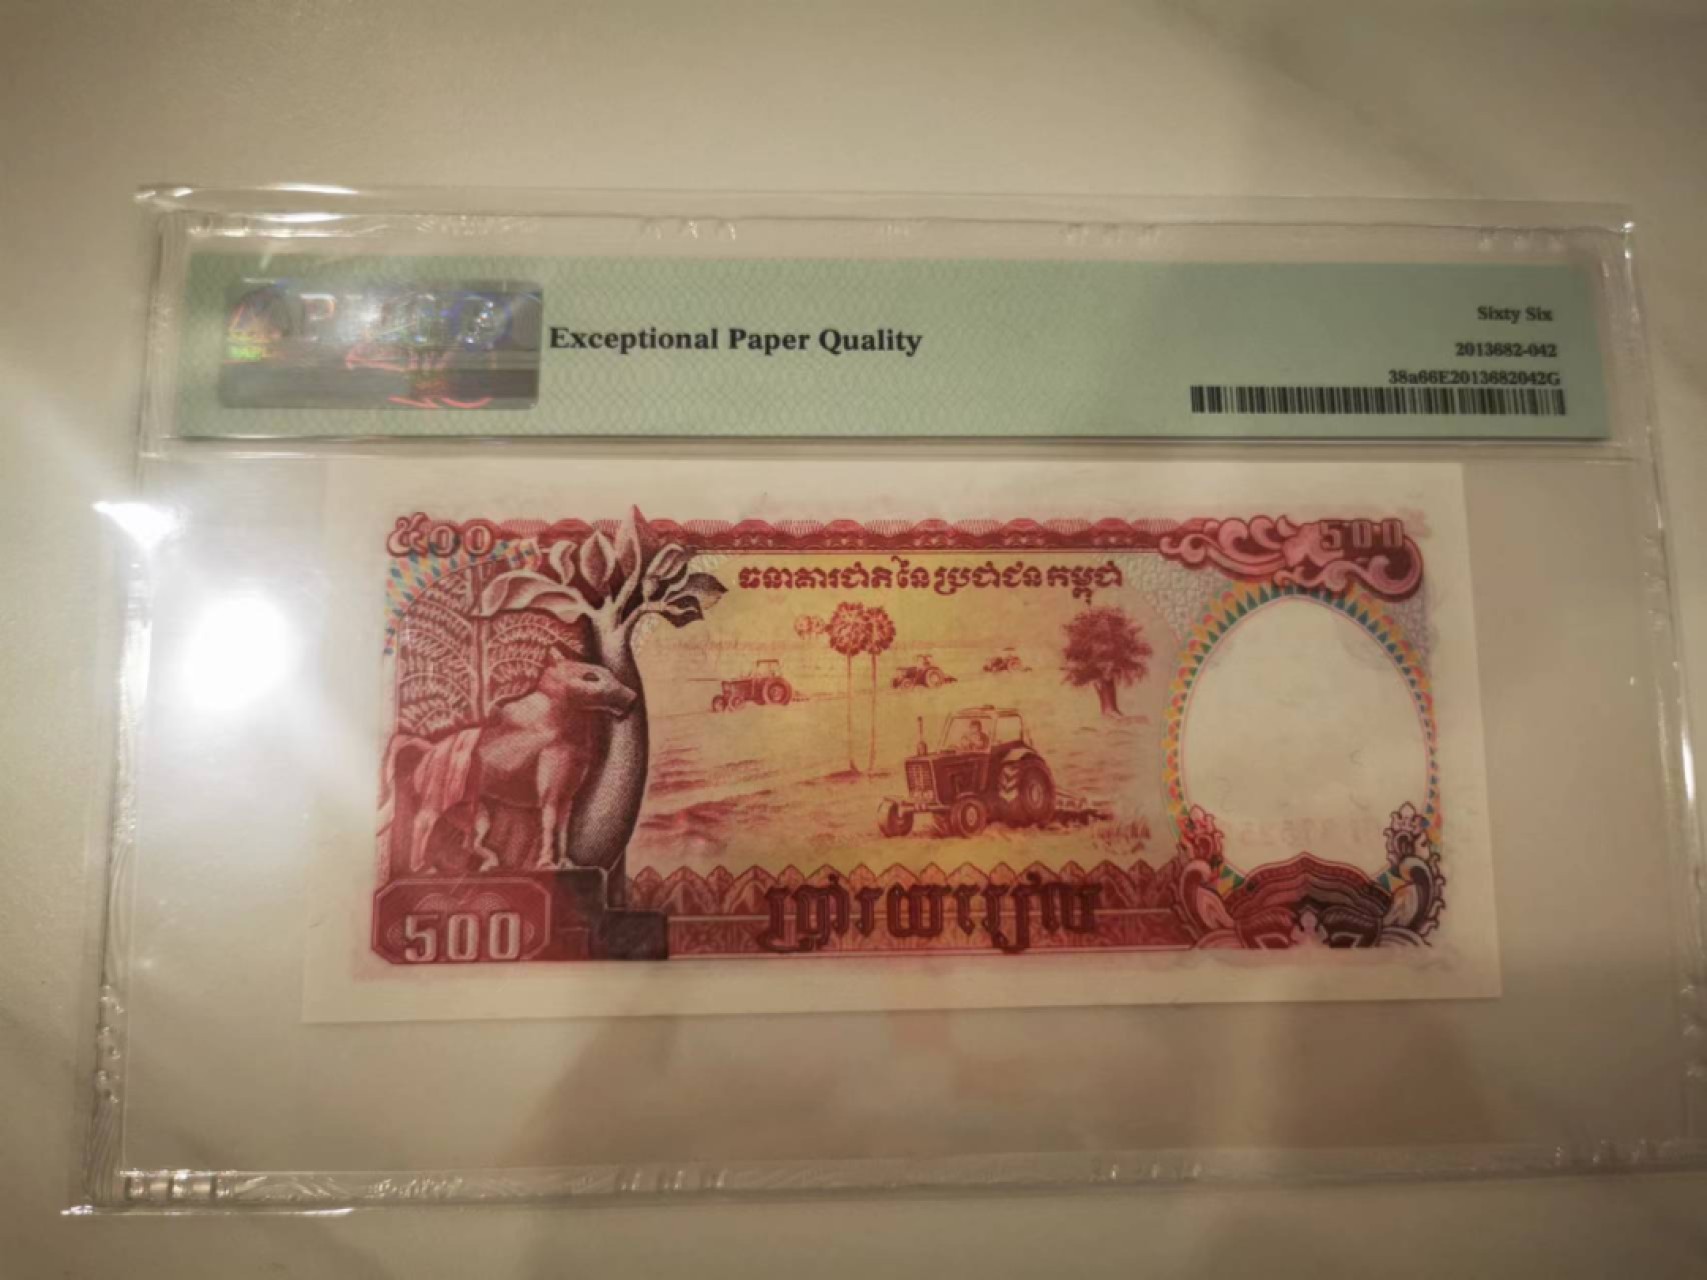 PMG
Exceptional Paper Quality
Sixty Six
2013682-042
38a66E2013682042G
៥០០
500
ធនាគារជាតិនៃប្រជាជនកម្ពុជា
500
ប្រាំរយរៀល